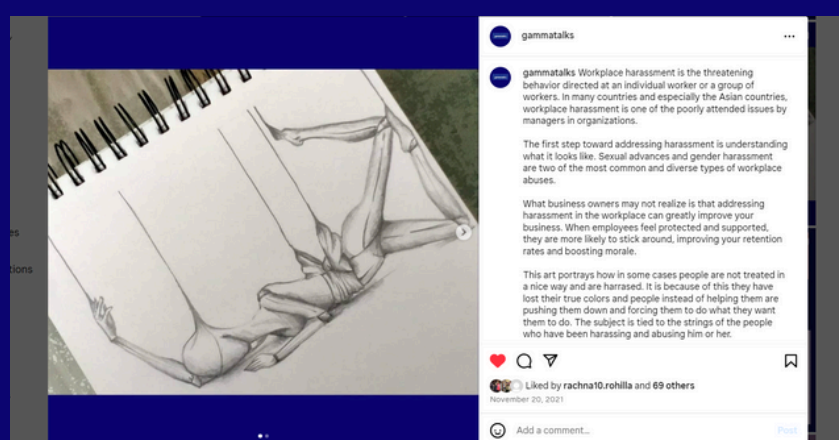 gammatalks
gammatalks Workplace harassment is the threatening
behavior directed at an individual worker or a group of
workers. In many countries and especially the Asian countries,
workplace harassment is one of the poorly attended issues by
managers in organizations.
The first step toward addressing harassment is understanding
what it looks like. Sexual advances and gender harassment
are two of the most common and diverse types of workplace
abuses.
What business owners may not realize is that addressing
harassment in the workplace can greatly improve your
business. When employees feel protected and supported,
they are more likely to stick around, improving your retention
rates and boosting morale.
This art portrays how in some cases people are not treated in
a nice way and are harrased. It is because of this they have
lost their true colors and people instead of helping them are
pushing them down and forcing them to do what they want
them to do. The subject is tied to the strings of the people
who have been harassing and abusing him or her.
Liked by rachna10.rohilla and 69 others
November 20, 2021
Add a comment...
Post